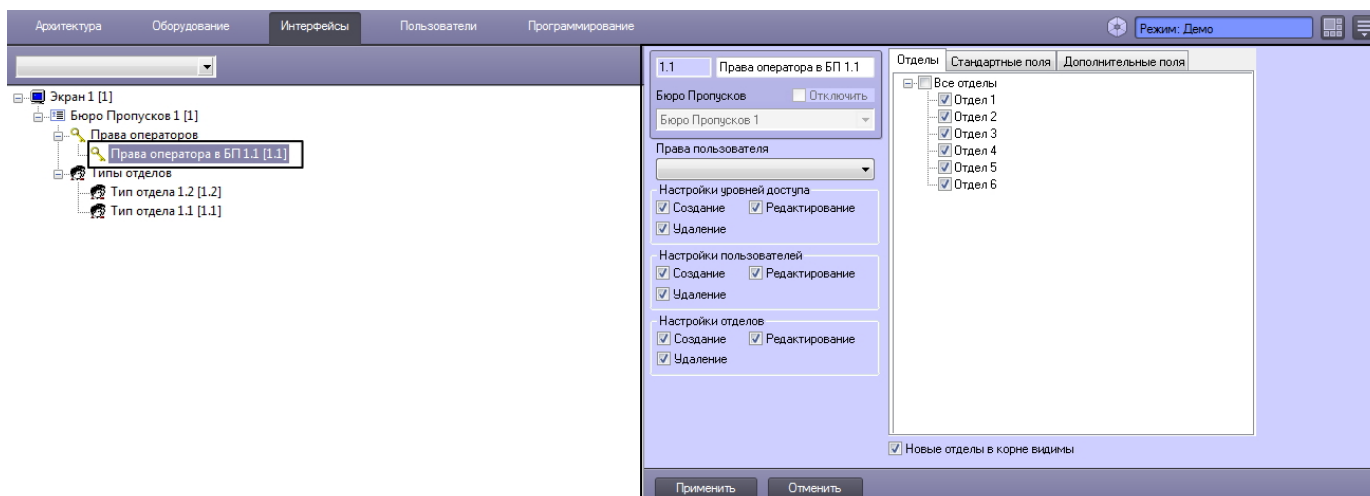 Архитектура Оборудование Интерфейсы Пользователи Программирование Режим: Демо
Экран 1 [1]
Бюро Пропусков 1 [1]
Права операторов
Права оператора в БП 1.1 [1.1]
Типы отделов
Тип отдела 1.2 [1.2]
Тип отдела 1.1 [1.1]
1.1 Права оператора в БП 1.1
Бюро Пропусков Отключить
Бюро Пропусков 1
Права пользователя
Настройки уровней доступа
Создание Редактирование
Удаление
Настройки пользователей
Создание Редактирование
Удаление
Настройки отделов
Создание Редактирование
Удаление
Отделы Стандартные поля Дополнительные поля
Все отделы
Отдел 1
Отдел 2
Отдел 3
Отдел 4
Отдел 5
Отдел 6
Новые отделы в корне видимы
Применить Отменить